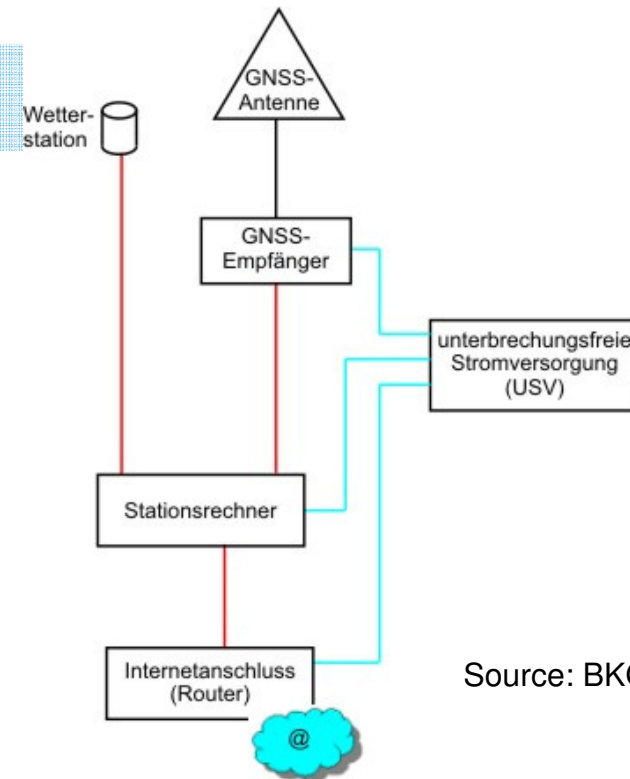 GNSS-
Antenne
Wetter-
station
GNSS-
Empfänger
unterbrechungsfreie
Stromversorgung
(USV)
Stationsrechner
Internetanschluss
(Router)
Source: BK
@